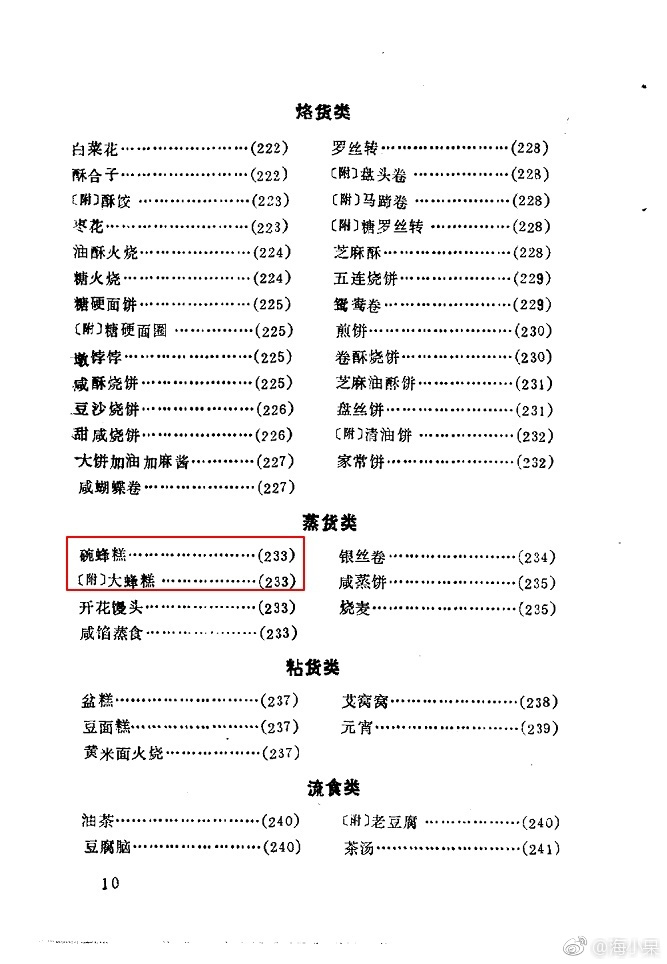 烙货类
白菜花……………………(222)
酥合子……………………(222)
〔附〕酥饺………………(223)
枣花………………………(223)
油酥火烧…………………(224)
糖火烧……………………(224)
糖硬面饼…………………(225)
〔附〕糖硬面圈…………(225)
墩饽饽……………………(225)
咸酥烧饼…………………(225)
豆沙烧饼…………………(226)
甜咸烧饼…………………(226)
大饼加油加麻酱…………(227)
咸蝴蝶卷…………………(227)
罗丝转……………………(228)
〔附〕盘头卷……………(228)
〔附〕马蹄卷……………(228)
〔附〕糖罗丝转…………(228)
芝麻酥……………………(228)
五连烧饼…………………(229)
鸳鸯卷……………………(229)
煎饼………………………(230)
卷酥烧饼…………………(230)
芝麻油酥饼………………(231)
盘丝饼……………………(231)
〔附〕清油饼……………(232)
家常饼……………………(232)
蒸货类
碗蜂糕……………………(233)
〔附〕大蜂糕……………(233)
开花馒头…………………(233)
咸馅蒸食…………………(233)
银丝卷……………………(234)
咸蒸饼……………………(235)
烧麦………………………(235)
粘货类
盆糕………………………(237)
豆面糕……………………(237)
黄米面火烧………………(237)
艾窝窝……………………(238)
元宵………………………(239)
流食类
油茶………………………(240)
豆腐脑……………………(240)
〔附〕老豆腐……………(240)
茶汤………………………(241)
10
@海小呆